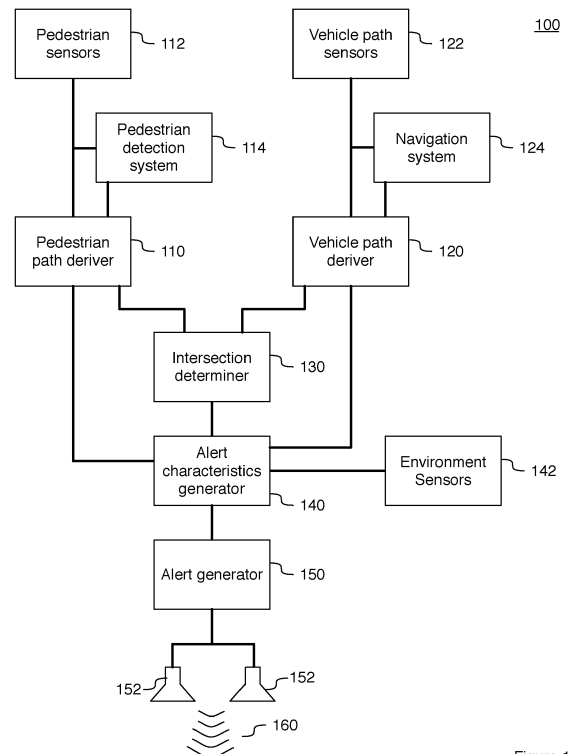 100
Pedestrian
sensors
112
Vehicle path
sensors
122
Pedestrian
detection
system
114
Navigation
system
124
Pedestrian
path deriver
110
Vehicle path
deriver
120
Intersection
determiner
130
Alert
characteristics
generator
140
Environment
Sensors
142
Alert generator
150
152
152
160